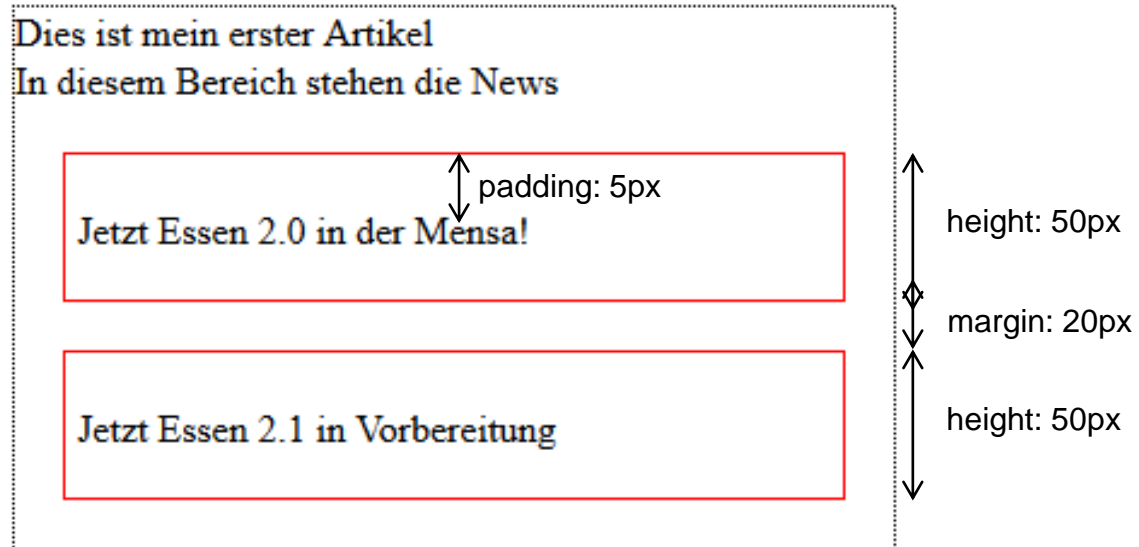 Dies ist mein erster Artikel
In diesem Bereich stehen die News
padding: 5px
Jetzt Essen 2.0 in der Mensa!
height: 50px
margin: 20px
Jetzt Essen 2.1 in Vorbereitung
height: 50px